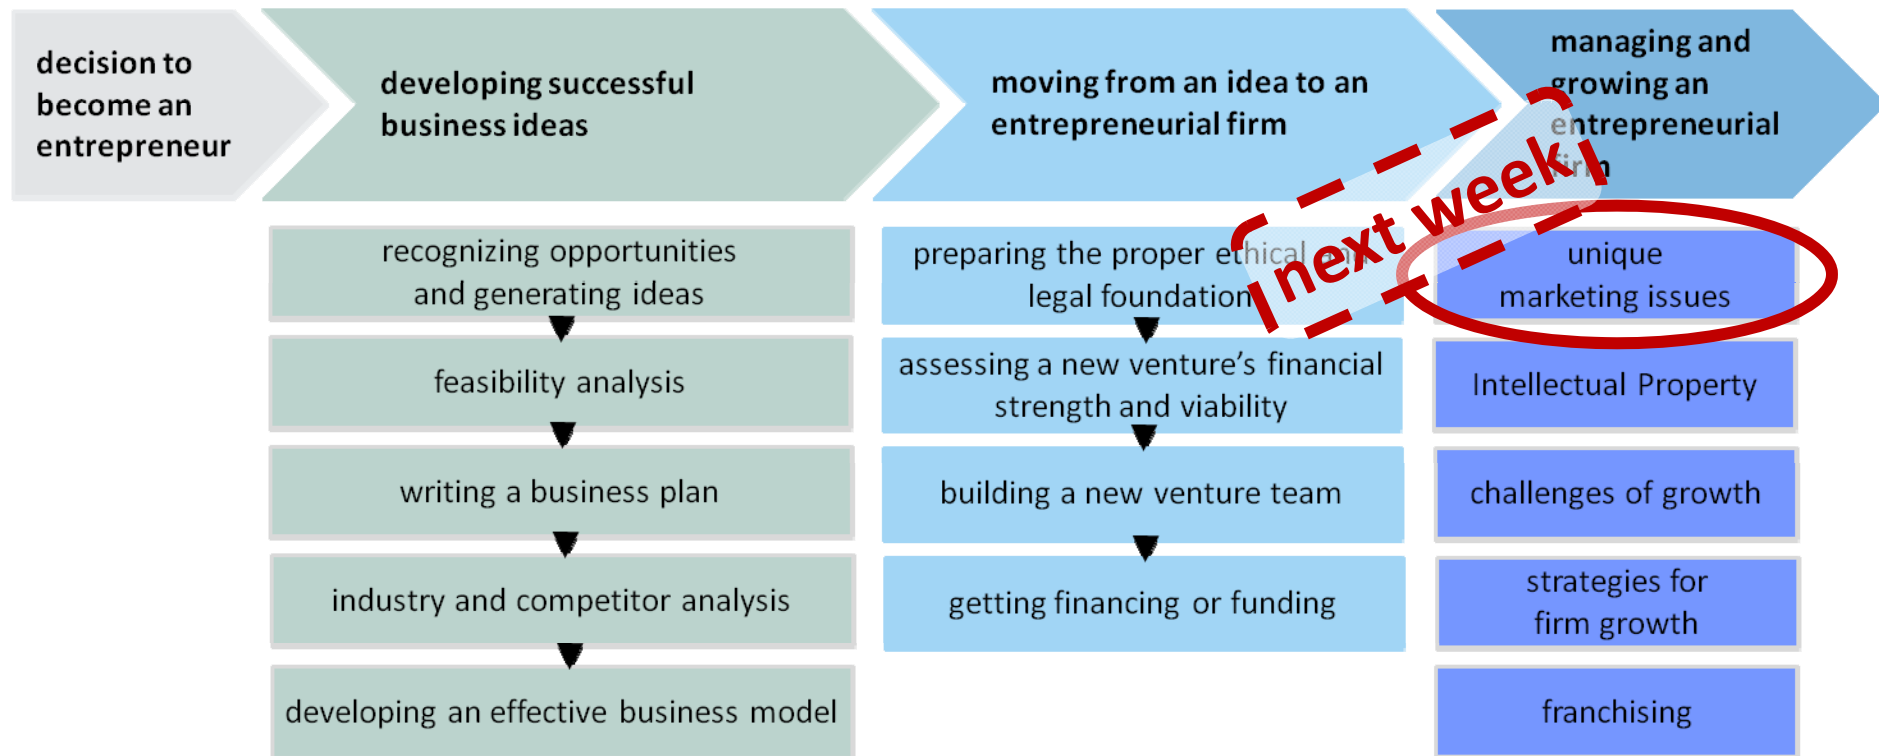 decision to
become an
entrepreneur
developing successful
business ideas
moving from an idea to an
entrepreneurial firm
managing and
growing an
entrepreneurial
firm
next week
recognizing opportunities
and generating ideas
feasibility analysis
writing a business plan
industry and competitor analysis
developing an effective business model
preparing the proper ethical and
legal foundation
assessing a new venture’s financial
strength and viability
building a new venture team
getting financing or funding
unique
marketing issues
Intellectual Property
challenges of growth
strategies for
firm growth
franchising